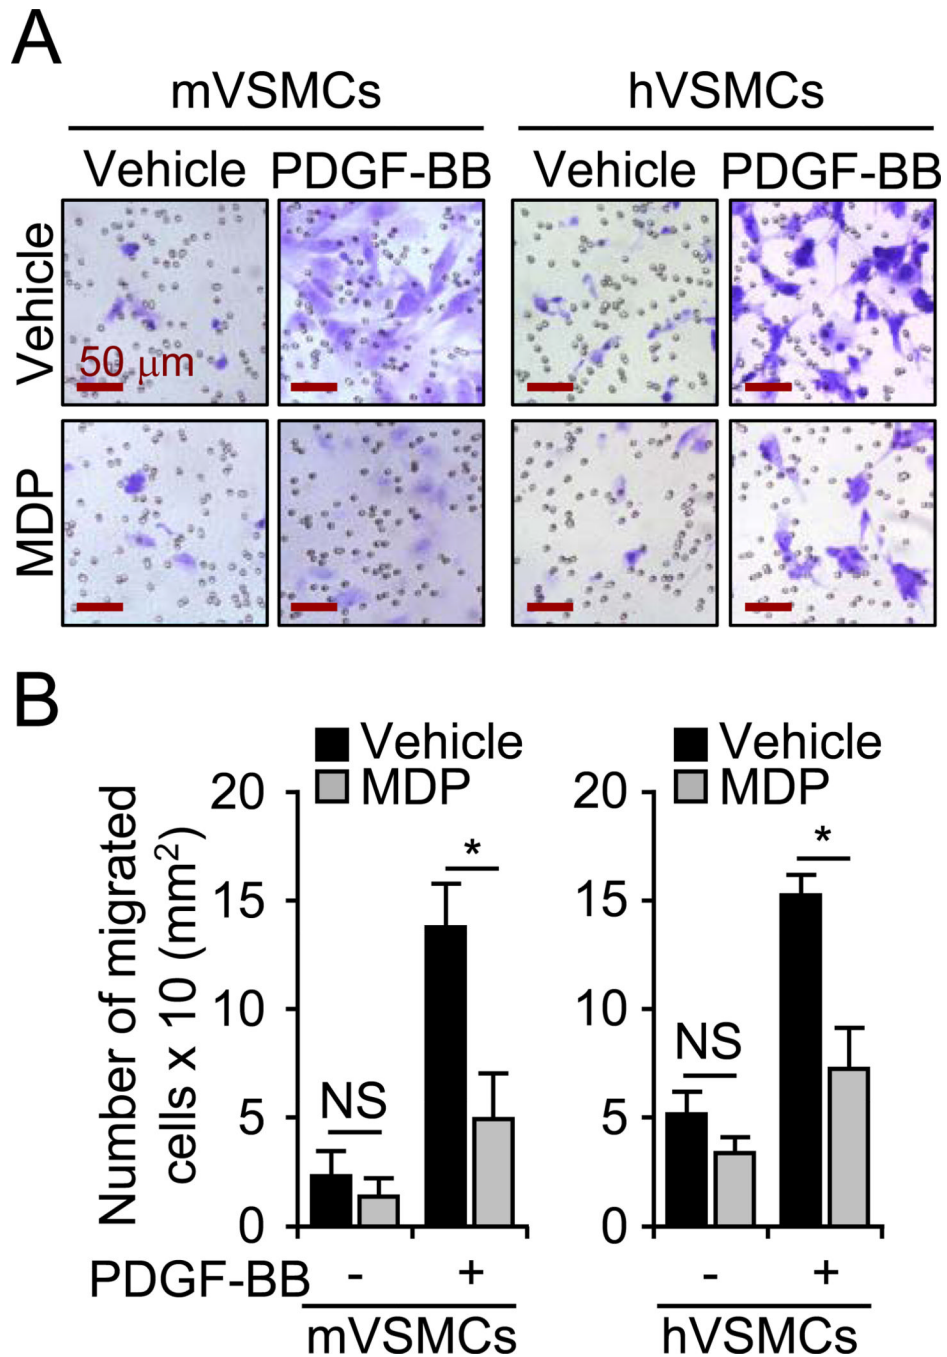 A
mVSMCs hVSMCs
Vehicle PDGF-BB Vehicle PDGF-BB
Vehicle
50 μm
MDP
B
Vehicle
MDP
Vehicle
MDP
Number of migrated
cells x 10 (mm²)
20
15
10
5
0
NS
*
20
15
10
5
0
NS
*
PDGF-BB - + - +
mVSMCs hVSMCs